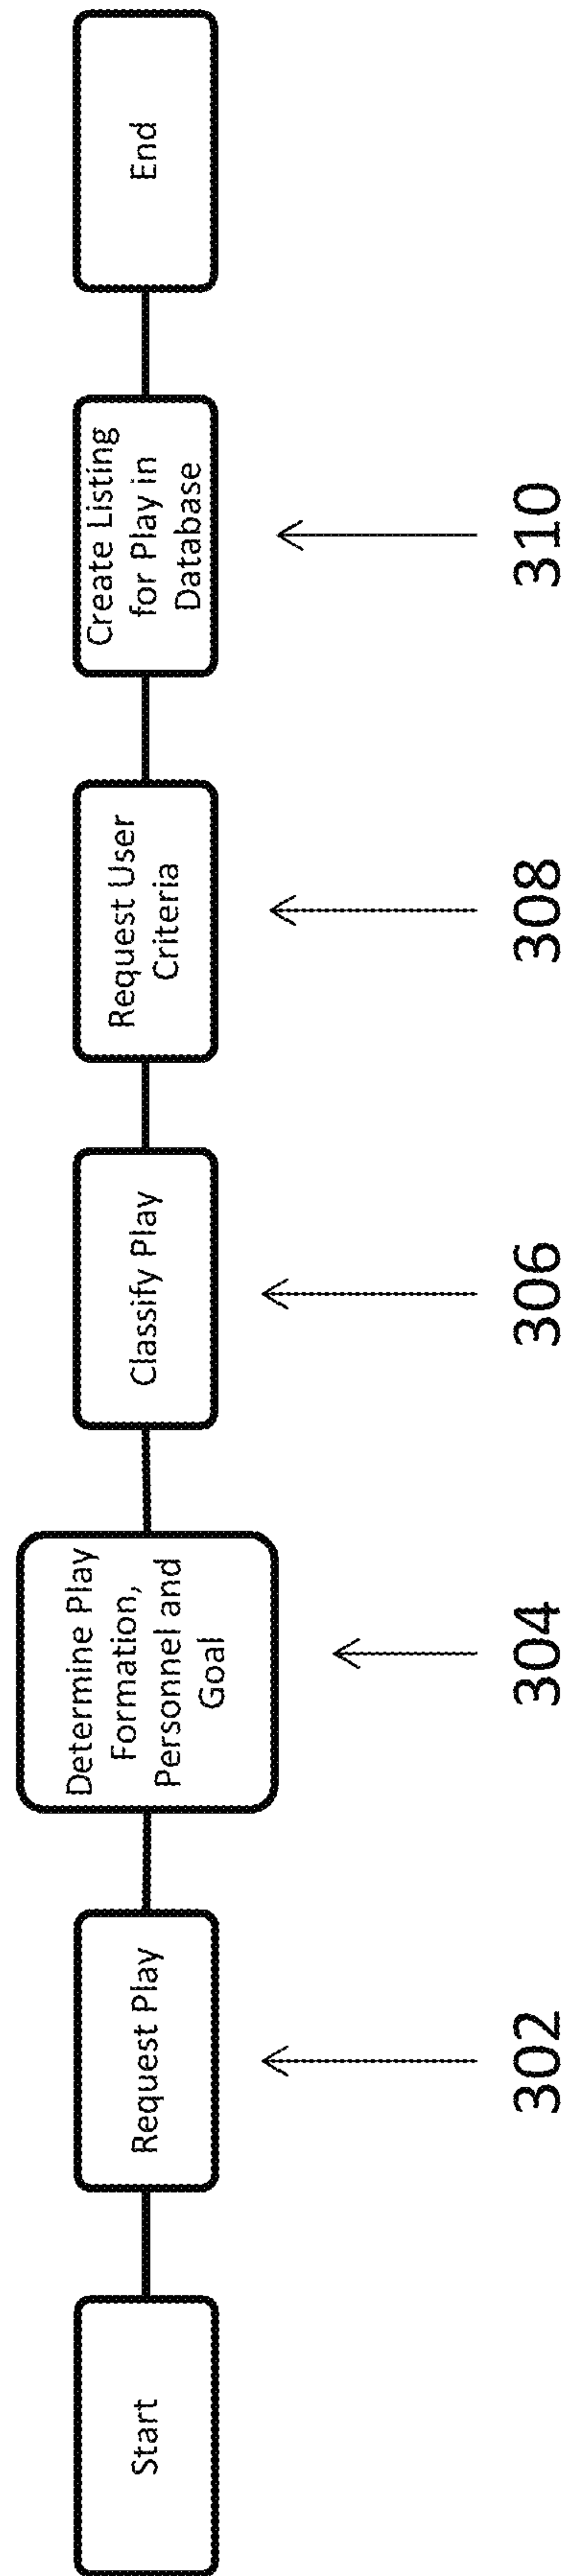 Start
Request Play
Determine Play
Formation,
Personnel and
Goal
Classify Play
Request User
Criteria
Create Listing
for Play in
Database
End
302
304
306
308
310